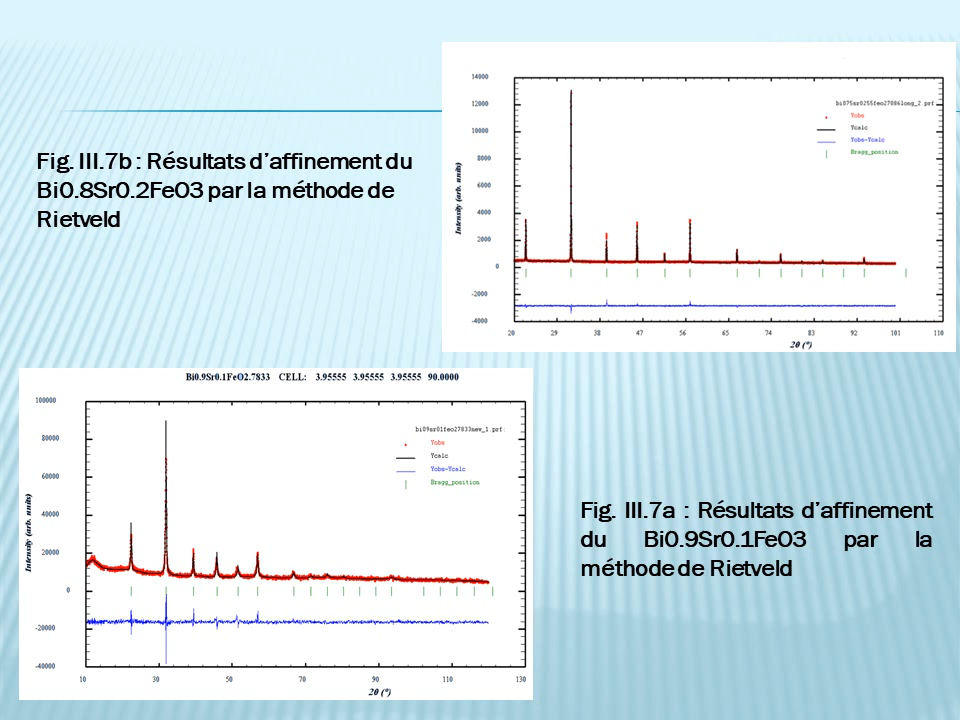 Fig. III.7b : Résultats d'affinement du
Bi0.8Sr0.2FeO3 par la méthode de
Rietveld
14000
12000
10000
8000
6000
4000
2000
0
-2000
-4000
Intensity (arb. units)
bi075sr0255feo27086long_2.prf
Yobs
Ycalc
Yobs-Ycalc
Bragg_position
20 29 38 47 56 65 74 83 92 101 110
2θ (°)
Bi0.9Sr0.1FeO2.7833 CELL: 3.95555 3.95555 3.95555 90.0000
100000
80000
60000
40000
20000
0
-20000
-40000
Intensity (arb. units)
bi09sr01feo27833new_1.prf:
Yobs
Ycalc
Yobs-Ycalc
Bragg_position
10 30 50 70 90 110 130
2θ (°)
Fig. III.7a : Résultats d'affinement
du Bi0.9Sr0.1FeO3 par la
méthode de Rietveld